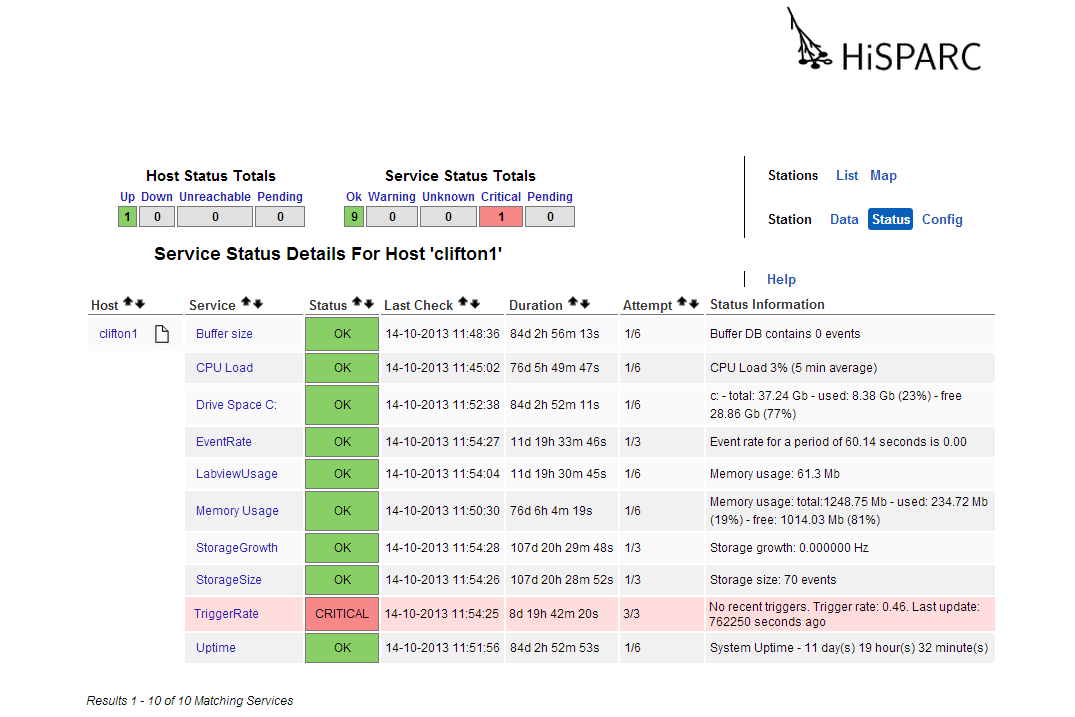 HiSPARC
Host Status Totals
Up Down Unreachable Pending
1 0 0 0
Service Status Totals
Ok Warning Unknown Critical Pending
9 0 0 1 0
Stations List Map
Station Data Status Config
Help
Service Status Details For Host 'clifton1'
Host Service Status Last Check Duration Attempt Status Information
clifton1 Buffer size OK 14-10-2013 11:48:36 84d 2h 56m 13s 1/6 Buffer DB contains 0 events
CPU Load OK 14-10-2013 11:45:02 76d 5h 49m 47s 1/6 CPU Load 3% (5 min average)
Drive Space C: OK 14-10-2013 11:52:38 84d 2h 52m 11s 1/6 c: - total: 37.24 Gb - used: 8.38 Gb (23%) - free
28.86 Gb (77%)
EventRate OK 14-10-2013 11:54:27 11d 19h 33m 46s 1/3 Event rate for a period of 60.14 seconds is 0.00
LabviewUsage OK 14-10-2013 11:54:04 11d 19h 30m 45s 1/6 Memory usage: 61.3 Mb
Memory Usage OK 14-10-2013 11:50:30 76d 6h 4m 19s 1/6 Memory usage: total:1248.75 Mb - used: 234.72 Mb
(19%) - free: 1014.03 Mb (81%)
StorageGrowth OK 14-10-2013 11:54:28 107d 20h 29m 48s 1/3 Storage growth: 0.000000 Hz
StorageSize OK 14-10-2013 11:54:26 107d 20h 28m 52s 1/3 Storage size: 70 events
TriggerRate CRITICAL 14-10-2013 11:54:25 8d 19h 42m 20s 3/3 No recent triggers. Trigger rate: 0.46. Last update:
762250 seconds ago
Uptime OK 14-10-2013 11:51:56 84d 2h 52m 53s 1/6 System Uptime - 11 day(s) 19 hour(s) 32 minute(s)
Results 1 - 10 of 10 Matching Services